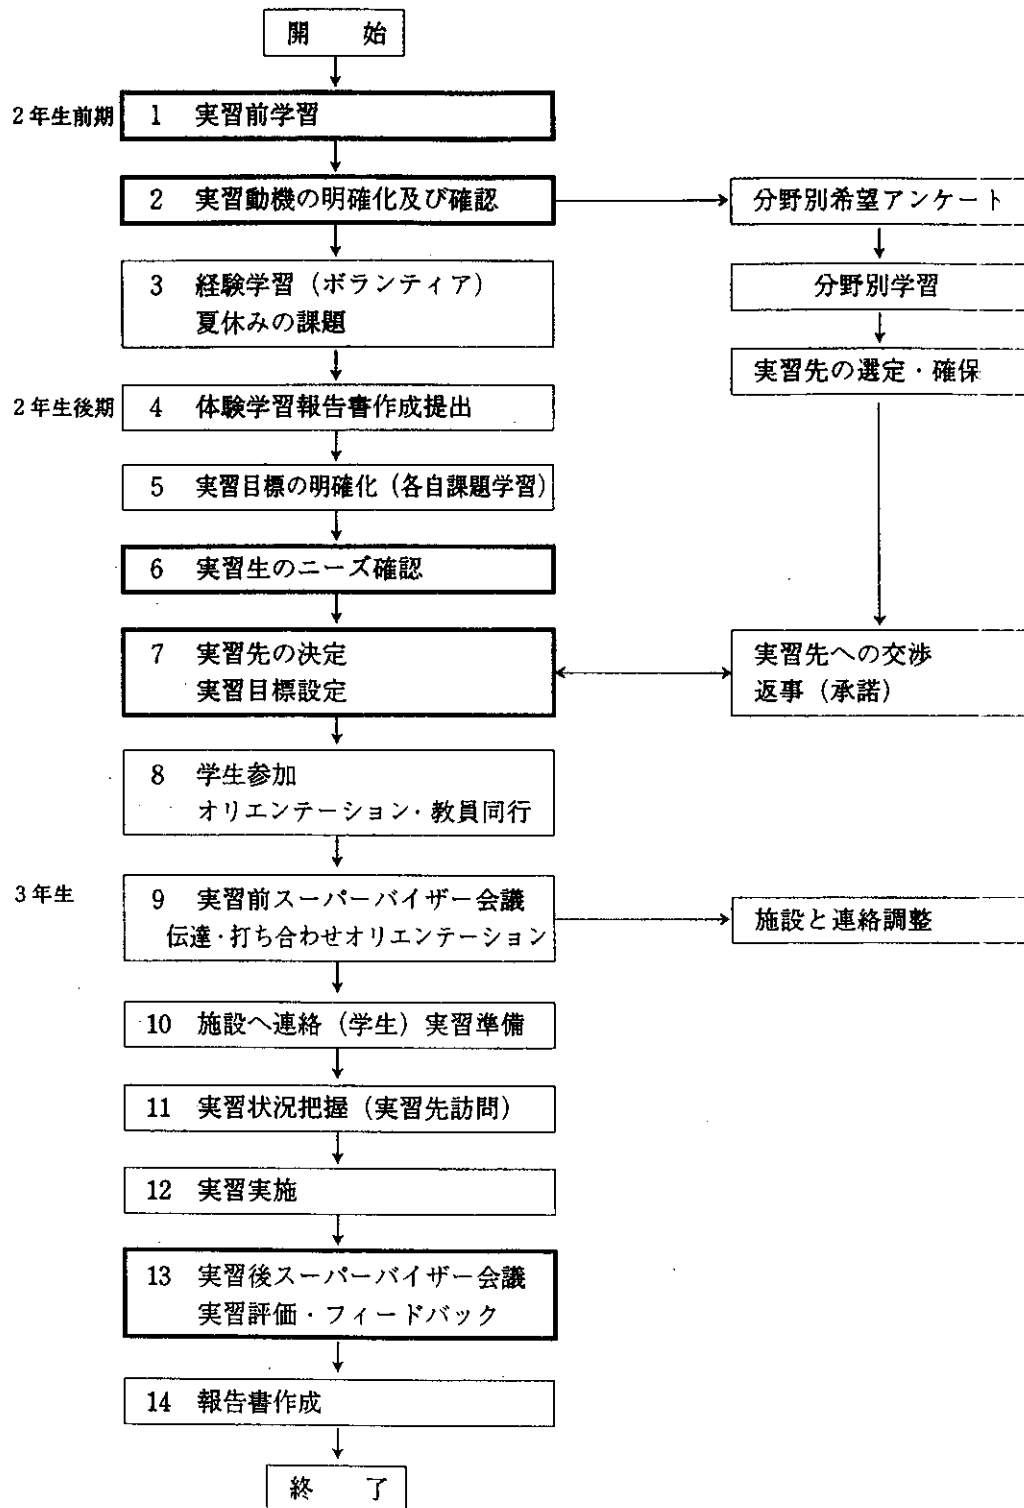 開　始
2年生前期
1　実習前学習
2　実習動機の明確化及び確認
分野別希望アンケート
3　経験学習（ボランティア）
夏休みの課題
分野別学習
実習先の選定・確保
2年生後期
4　体験学習報告書作成提出
5　実習目標の明確化（各自課題学習）
6　実習生のニーズ確認
7　実習先の決定
実習目標設定
実習先への交渉
返事（承諾）
8　学生参加
オリエンテーション・教員同行
3年生
9　実習前スーパーバイザー会議
伝達・打ち合わせオリエンテーション
施設と連絡調整
10　施設へ連絡（学生）実習準備
11　実習状況把握（実習先訪問）
12　実習実施
13　実習後スーパーバイザー会議
実習評価・フィードバック
14　報告書作成
終　了